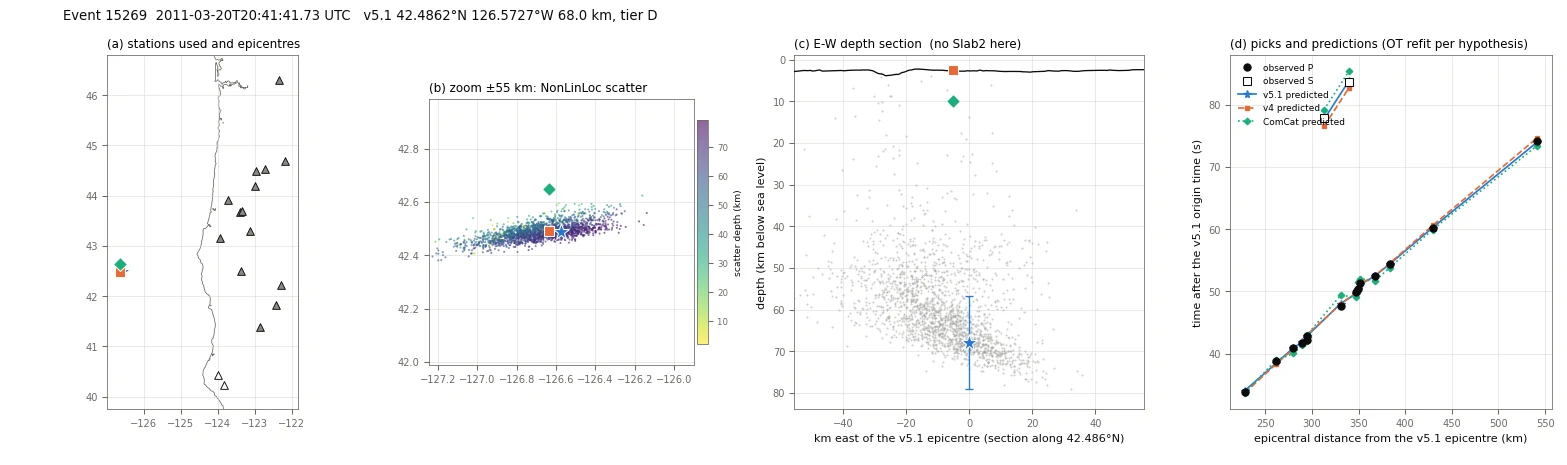 Event 15269  2011-03-20T20:41:41.73 UTC   v5.1 42.4862°N 126.5727°W 68.0 km, tier D
(a) stations used and epicentres
46
45
44
43
42
41
40
−126 −125 −124 −123 −122
(b) zoom ±55 km: NonLinLoc scatter
42.8
42.6
42.4
42.2
42.0
−127.2 −127.0 −126.8 −126.6 −126.4 −126.2 −126.0
70
60
50
40
30
20
10
scatter depth (km)
(c) E-W depth section  (no Slab2 here)
0
10
20
30
40
50
60
70
80
depth (km below sea level)
−40 −20 0 20 40
km east of the v5.1 epicentre (section along 42.486°N)
(d) picks and predictions (OT refit per hypothesis)
observed P
observed S
v5.1 predicted
v4 predicted
ComCat predicted
80
70
60
50
40
time after the v5.1 origin time (s)
250 300 350 400 450 500 550
epicentral distance from the v5.1 epicentre (km)